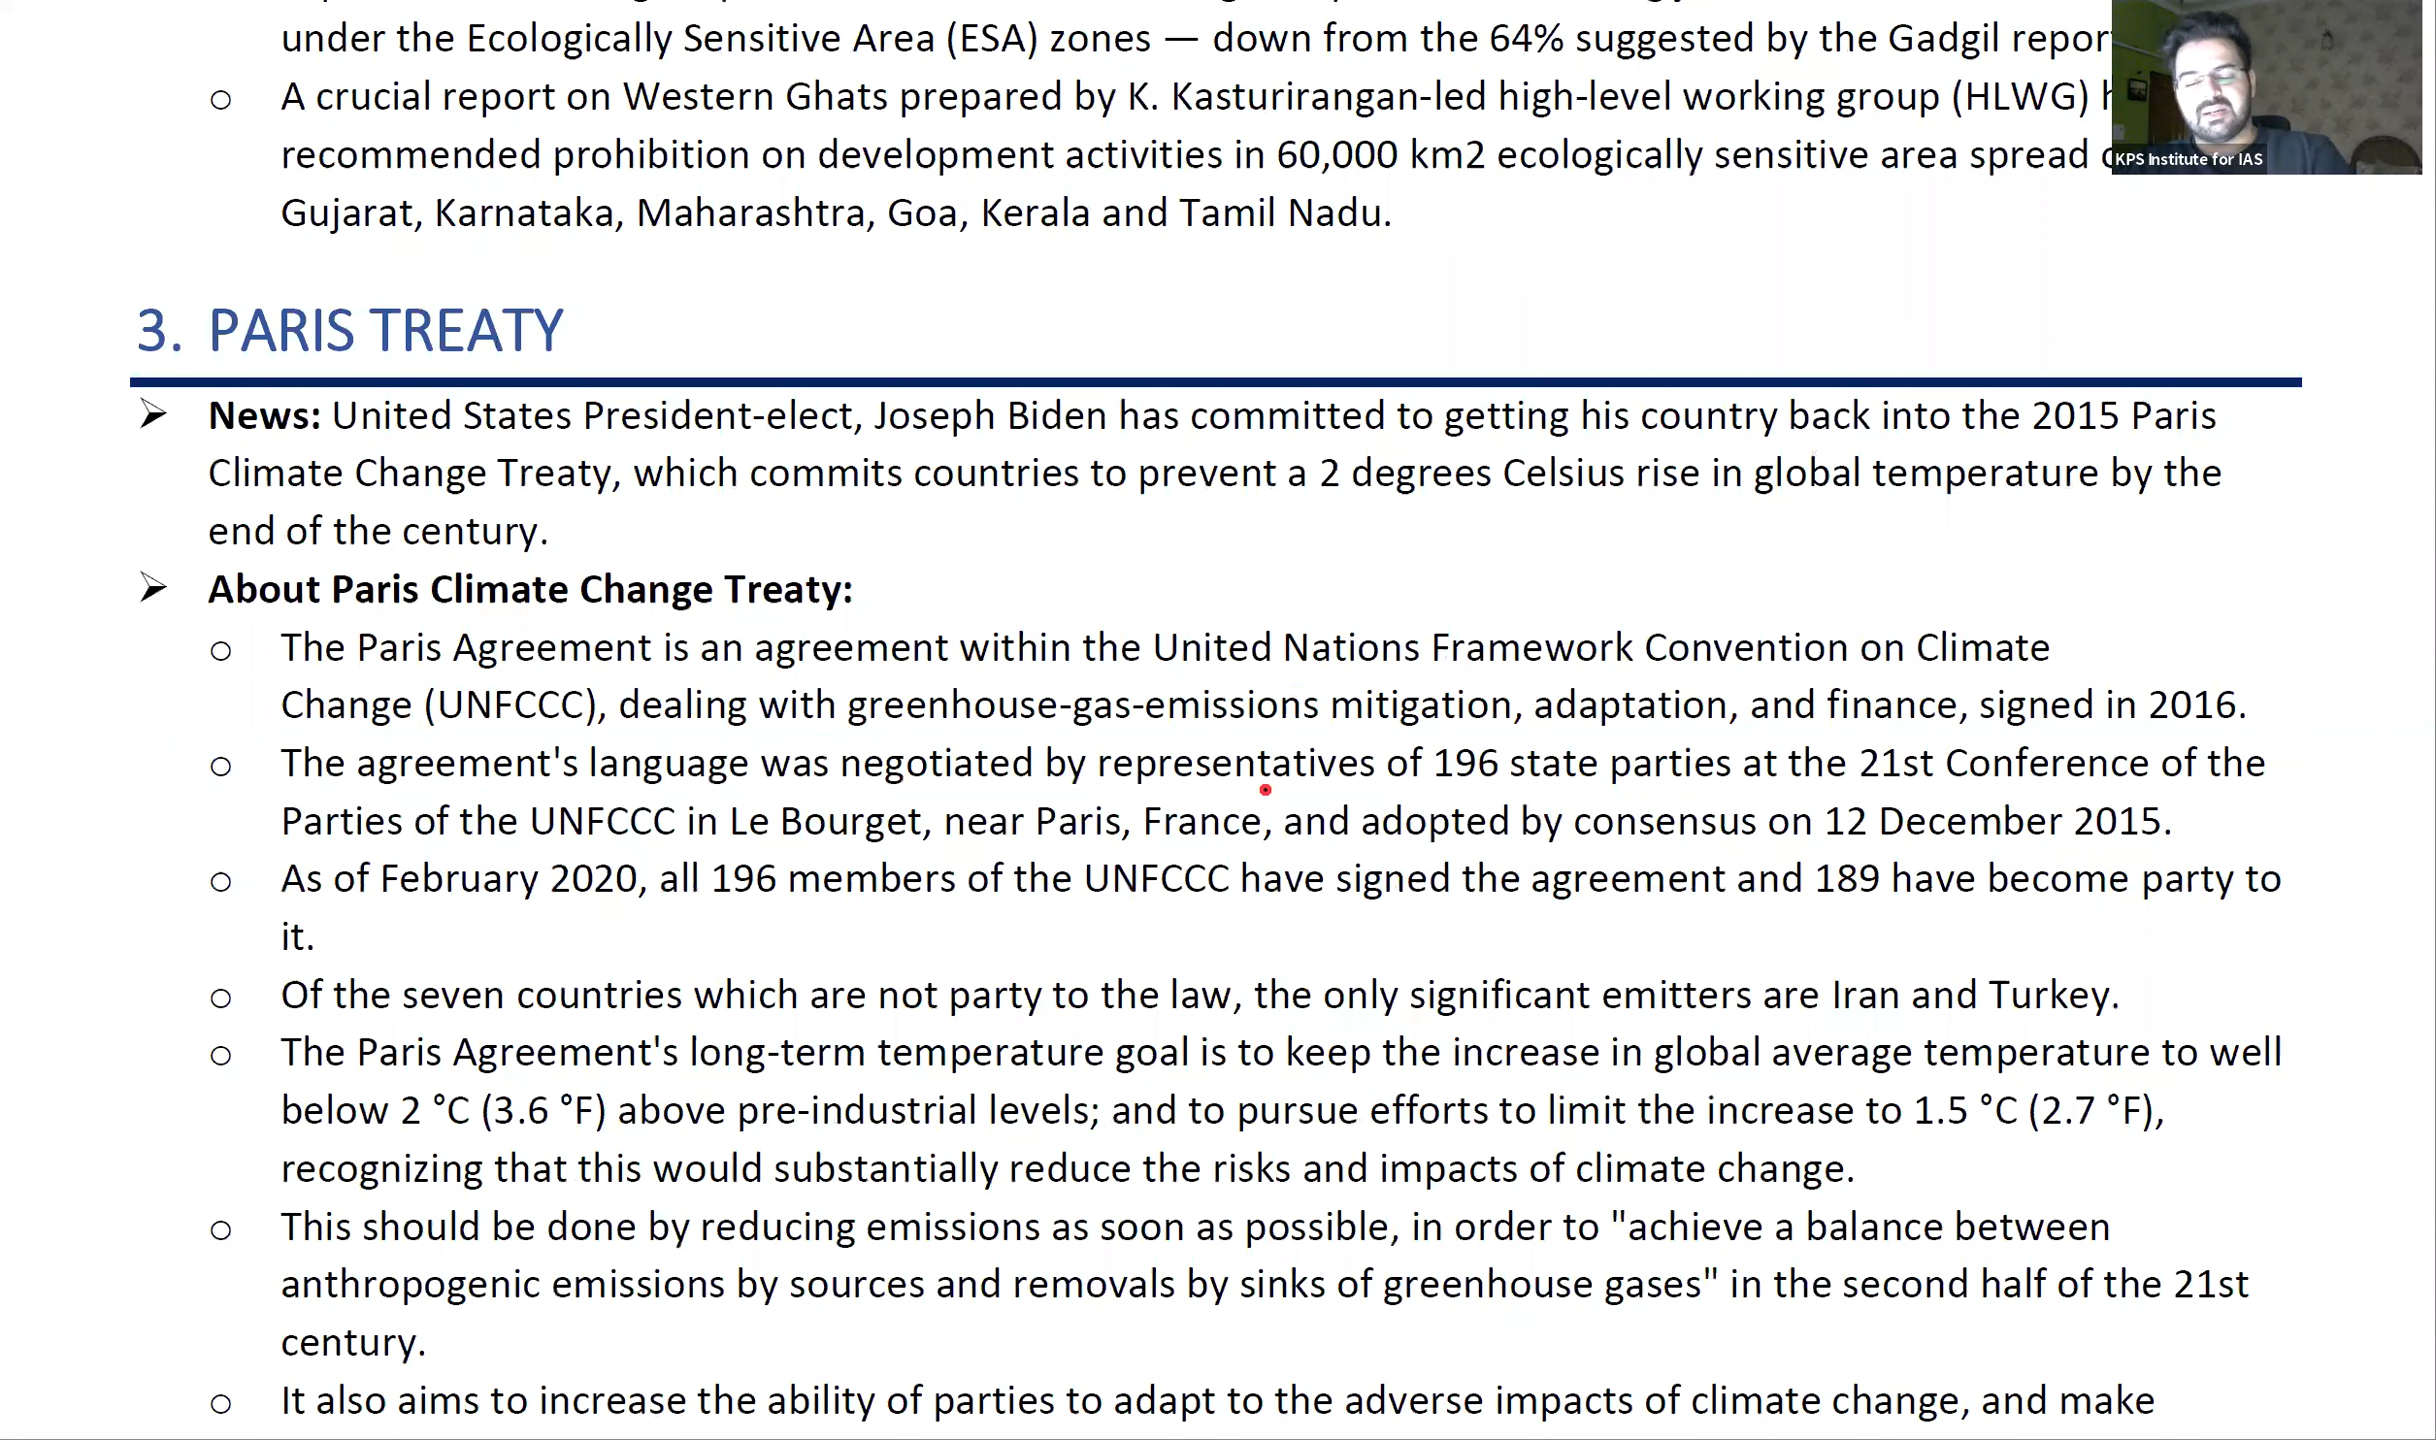 under the Ecologically Sensitive Area (ESA) zones — down from the 64% suggested by the Gadgil
A crucial report on Western Ghats prepared by K. Kasturirangan-led high-level working group (HLWG)
recommended prohibition on development activities in 60,000 km2 ecologically sensitive area spread
KPS Institute for IAS
Gujarat, Karnataka, Maharashtra, Goa, Kerala and Tamil Nadu.
3. PARIS TREATY
News: United States President-elect, Joseph Biden has committed to getting his country back into the 2015 Paris
Climate Change Treaty, which commits countries to prevent a 2 degrees Celsius rise in global temperature by the
end of the century.
About Paris Climate Change Treaty:
The Paris Agreement is an agreement within the United Nations Framework Convention on Climate
Change (UNFCCC), dealing with greenhouse-gas-emissions mitigation, adaptation, and finance, signed in 2016.
The agreement's language was negotiated by representatives of 196 state parties at the 21st Conference of the
Parties of the UNFCCC in Le Bourget, near Paris, France, and adopted by consensus on 12 December 2015.
As of February 2020, all 196 members of the UNFCCC have signed the agreement and 189 have become party to
it.
Of the seven countries which are not party to the law, the only significant emitters are Iran and Turkey.
The Paris Agreement's long-term temperature goal is to keep the increase in global average temperature to well
below 2 °C (3.6 °F) above pre-industrial levels; and to pursue efforts to limit the increase to 1.5 °C (2.7 °F),
recognizing that this would substantially reduce the risks and impacts of climate change.
This should be done by reducing emissions as soon as possible, in order to "achieve a balance between
anthropogenic emissions by sources and removals by sinks of greenhouse gases" in the second half of the 21st
century.
It also aims to increase the ability of parties to adapt to the adverse impacts of climate change, and make